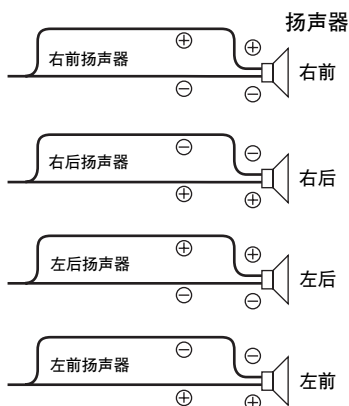 扬声器
⊕ ⊕
右前扬声器 右前
⊖ ⊖
⊖ ⊖
右后扬声器 右后
⊕ ⊕
⊕ ⊕
左后扬声器 左后
⊖ ⊖
⊖ ⊖
左前扬声器 左前
⊕ ⊕